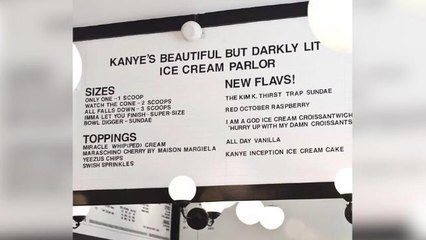 KANYE'S BEAUTIFUL BUT DARKLY LIT
ICE CREAM PARLOR
SIZES
ONLY ONE - 1 SCOOP
WATCH THE CONE - 2 SCOOPS
ALL FALLS DOWN - 3 SCOOPS
IMMA LET YOU FINISH - SUPER-SIZE
BOWL DIGGER - SUNDAE
TOPPINGS
MIRACLE WHIP(PED) CREAM
MARASCHINO CHERRY BY MAISON MARGIELA
YEEZUS CHIPS
SWISH SPRINKLES
NEW FLAVS!
THE KIM K. THIRST TRAP SUNDAE
RED OCTOBER RASPBERRY
I AM A GOD ICE CREAM CROISSANTWICH
'HURRY UP WITH MY DAMN CROISSANTS
ALL DAY VANILLA
KANYE INCEPTION ICE CREAM CAKE